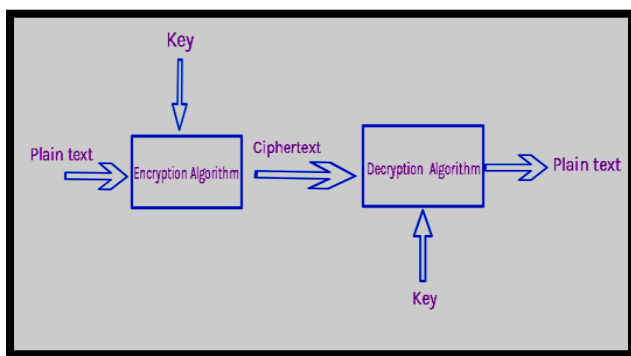 Key
Plain text
Encryption Algorithm
Ciphertext
Decryption Algorithm
Plain text
Key